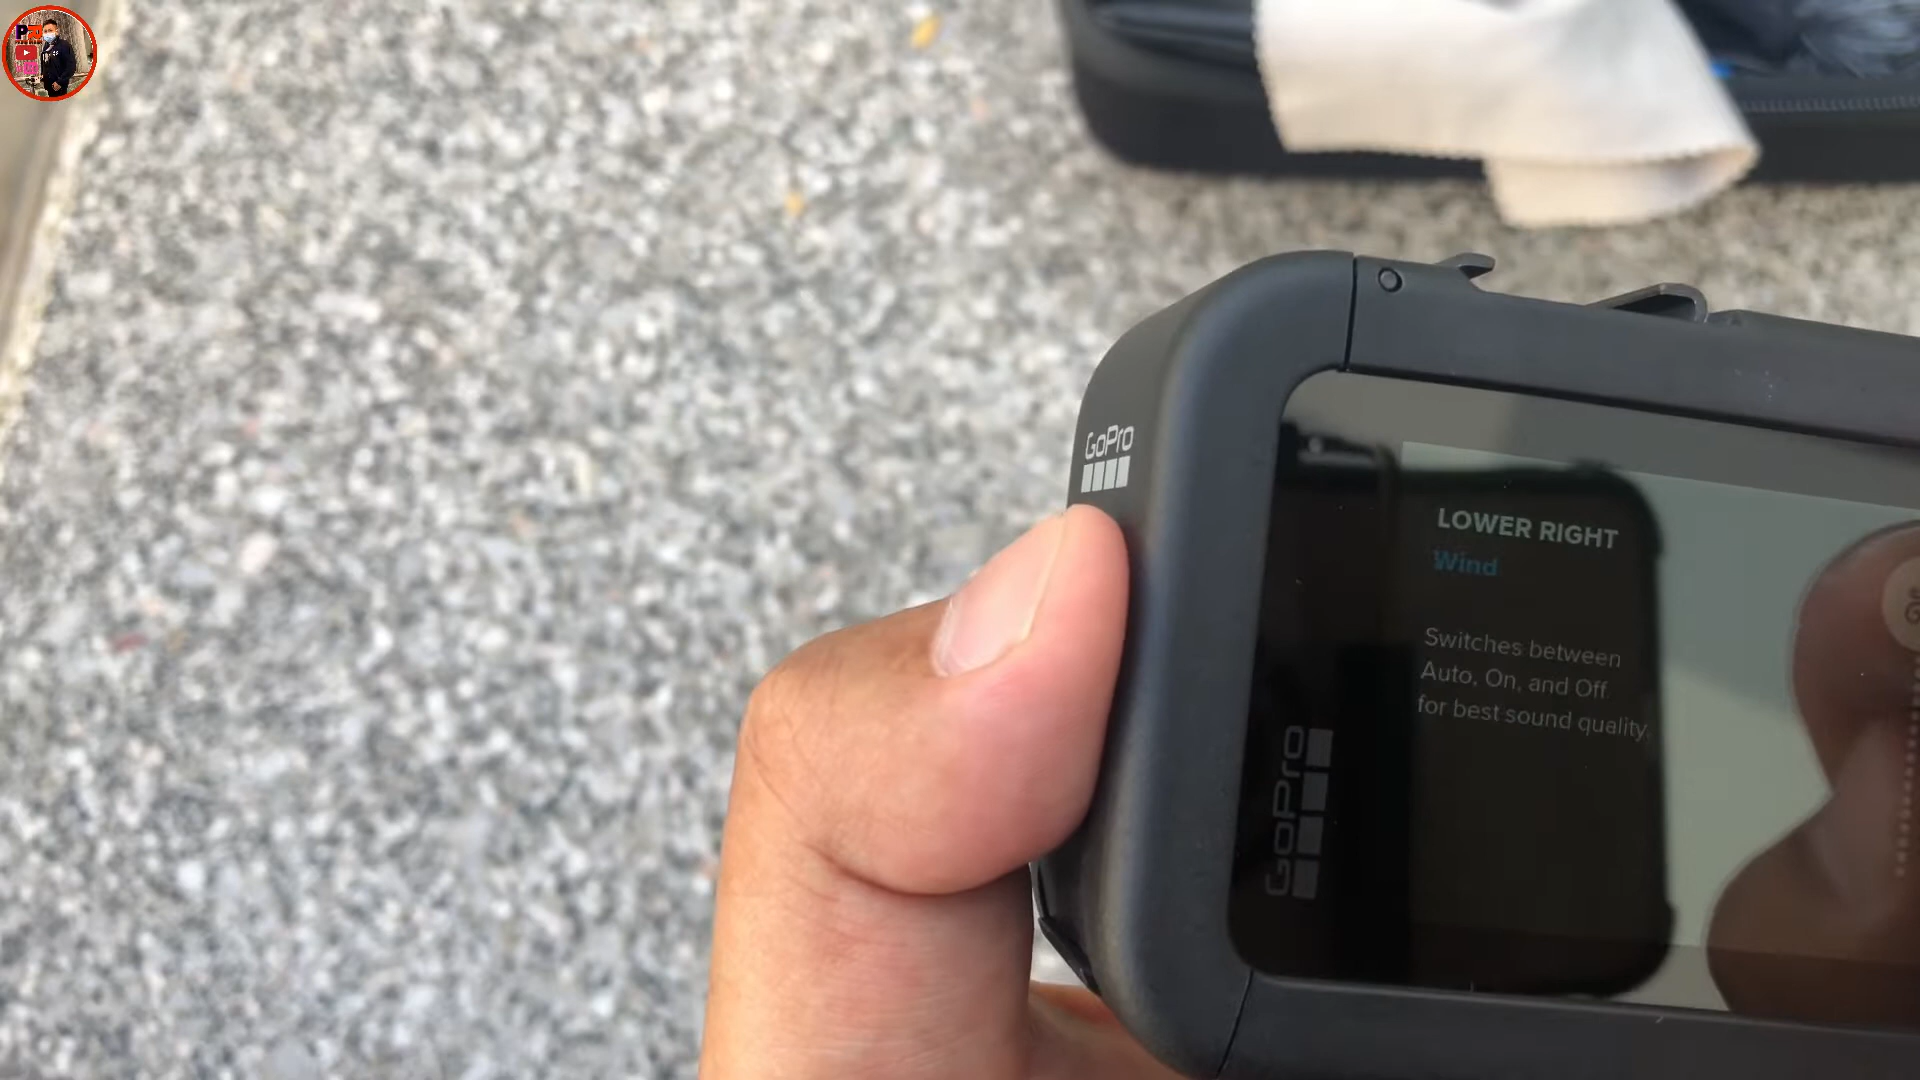 GoPro
LOWER RIGHT
Wind
Switches between
Auto, On, and Off
for best sound quality.
GoPro